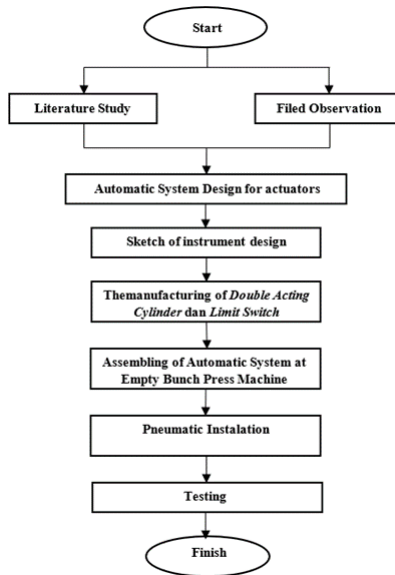 Start
Literature Study
Filed Observation
Automatic System Design for actuators
Sketch of instrument design
Themanufacturing of Double Acting
Cylinder dan Limit Switch
Assembling of Automatic System at
Empty Bunch Press Machine
Pneumatic Instalation
Testing
Finish